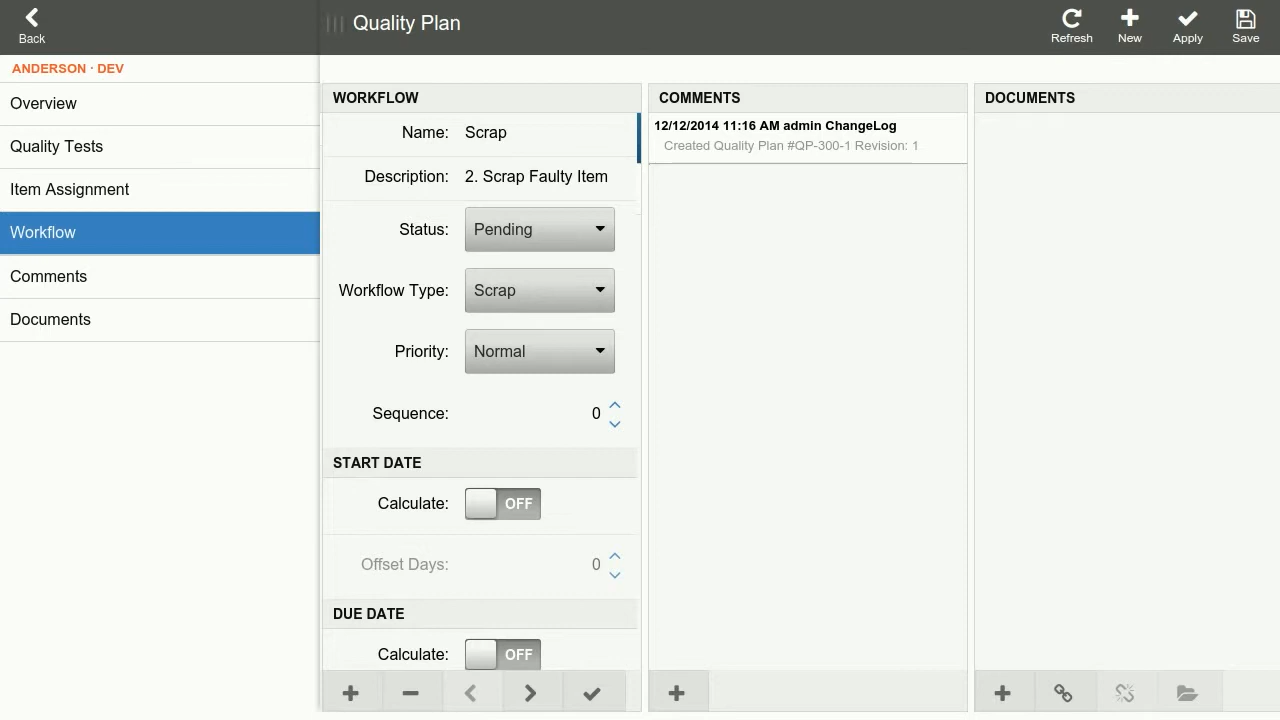 Back
Quality Plan
Refresh
New
Apply
Save
ANDERSON · DEV
Overview
Quality Tests
Item Assignment
Workflow
Comments
Documents
WORKFLOW
Name: Scrap
Description: 2. Scrap Faulty Item
Status: Pending
Workflow Type: Scrap
Priority: Normal
Sequence: 0
START DATE
Calculate: OFF
Offset Days: 0
DUE DATE
Calculate: OFF
COMMENTS
12/12/2014 11:16 AM admin ChangeLog
Created Quality Plan #QP-300-1 Revision: 1
DOCUMENTS